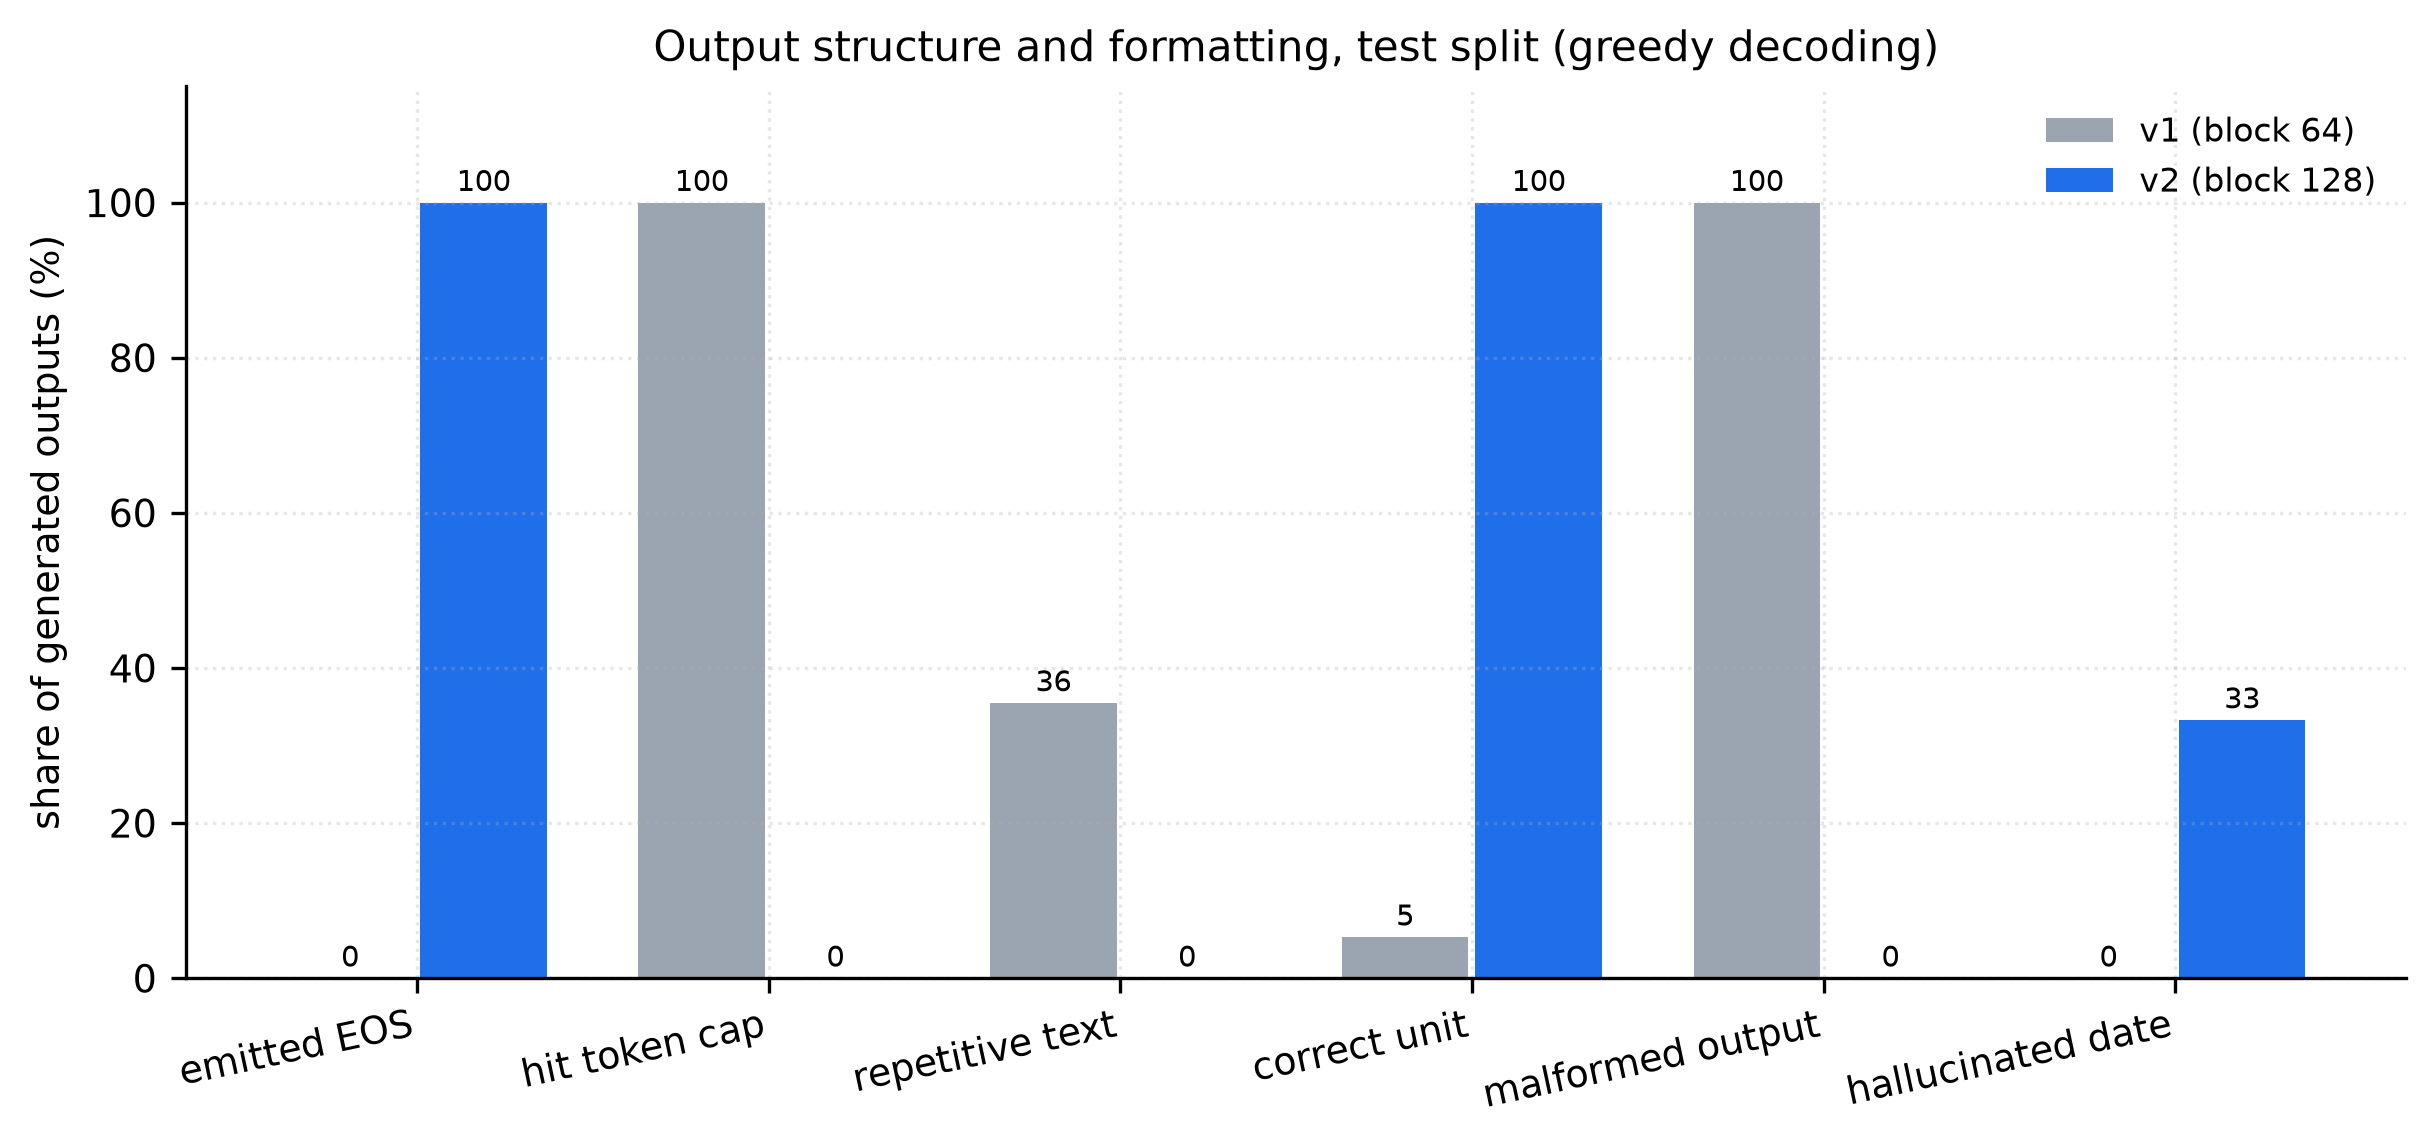 Output structure and formatting, test split (greedy decoding)
v1 (block 64)
v2 (block 128)
share of generated outputs (%)
100
80
60
40
20
0
0
100
100
0
36
0
5
100
100
0
0
33
emitted EOS
hit token cap
repetitive text
correct unit
malformed output
hallucinated date